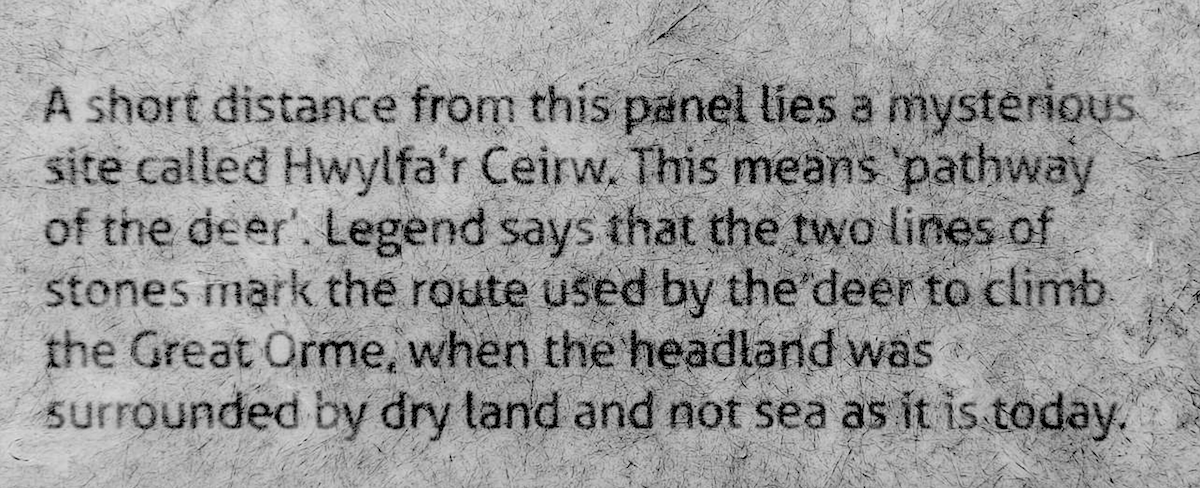 A short distance from this panel lies a mysterious
site called Hwylfa'r Ceirw. This means 'pathway
of the deer'. Legend says that the two lines of
stones mark the route used by the deer to climb
the Great Orme, when the headland was
surrounded by dry land and not sea as it is today.